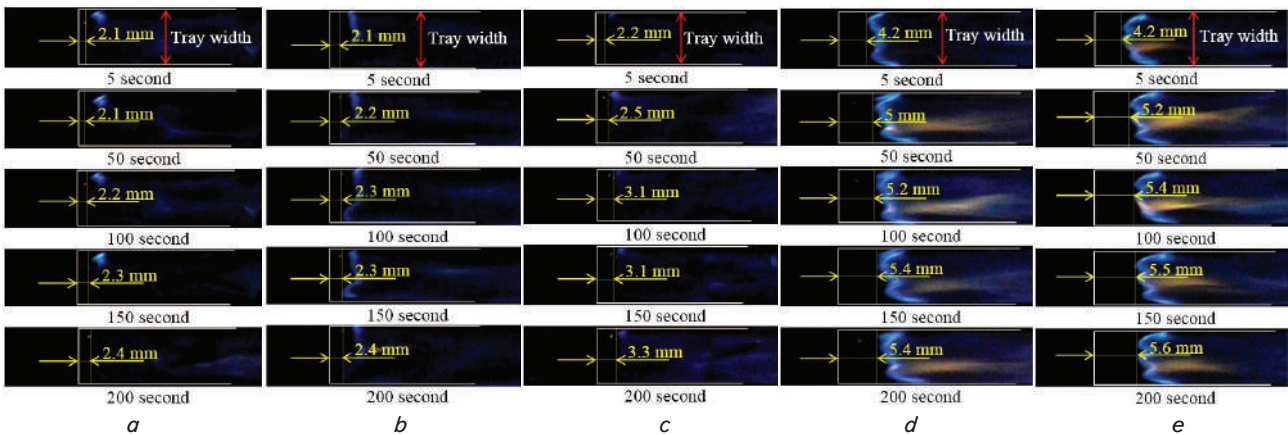 2.1 mm Tray width 2.1 mm Tray width 2.2 mm Tray width 4.2 mm Tray width 4.2 mm Tray width
5 second 5 second 5 second 5 second 5 second
2.1 mm 2.2 mm 2.5 mm 5 mm 5.2 mm
50 second 50 second 50 second 50 second 50 second
2.2 mm 2.3 mm 3.1 mm 5.2 mm 5.4 mm
100 second 100 second 100 second 100 second 100 second
2.3 mm 2.3 mm 3.1 mm 5.4 mm 5.5 mm
150 second 150 second 150 second 150 second 150 second
2.4 mm 2.4 mm 3.3 mm 5.4 mm 5.6 mm
200 second 200 second 200 second 200 second 200 second
a b c d e